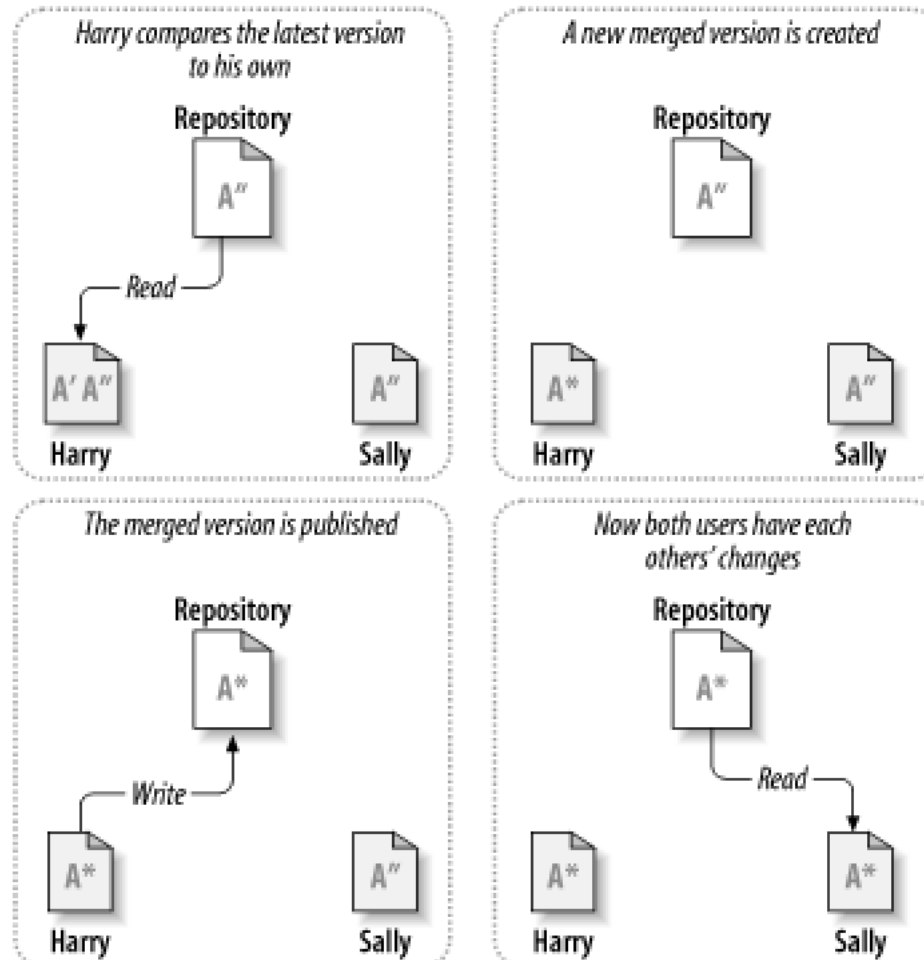 Harry compares the latest version
to his own
Repository
A″
Read
A′ A″
A″
Harry
Sally
A new merged version is created
Repository
A″
A*
A″
Harry
Sally
The merged version is published
Repository
A*
Write
A*
A″
Harry
Sally
Now both users have each
others’ changes
Repository
A*
Read
A*
A*
Harry
Sally